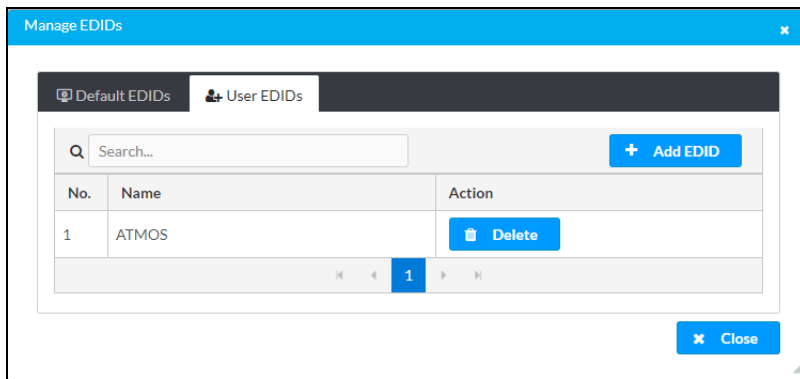 Manage EDIDs
Default EDIDs User EDIDs
Search... Add EDID
No. Name Action
1 ATMOS Delete
1
Close